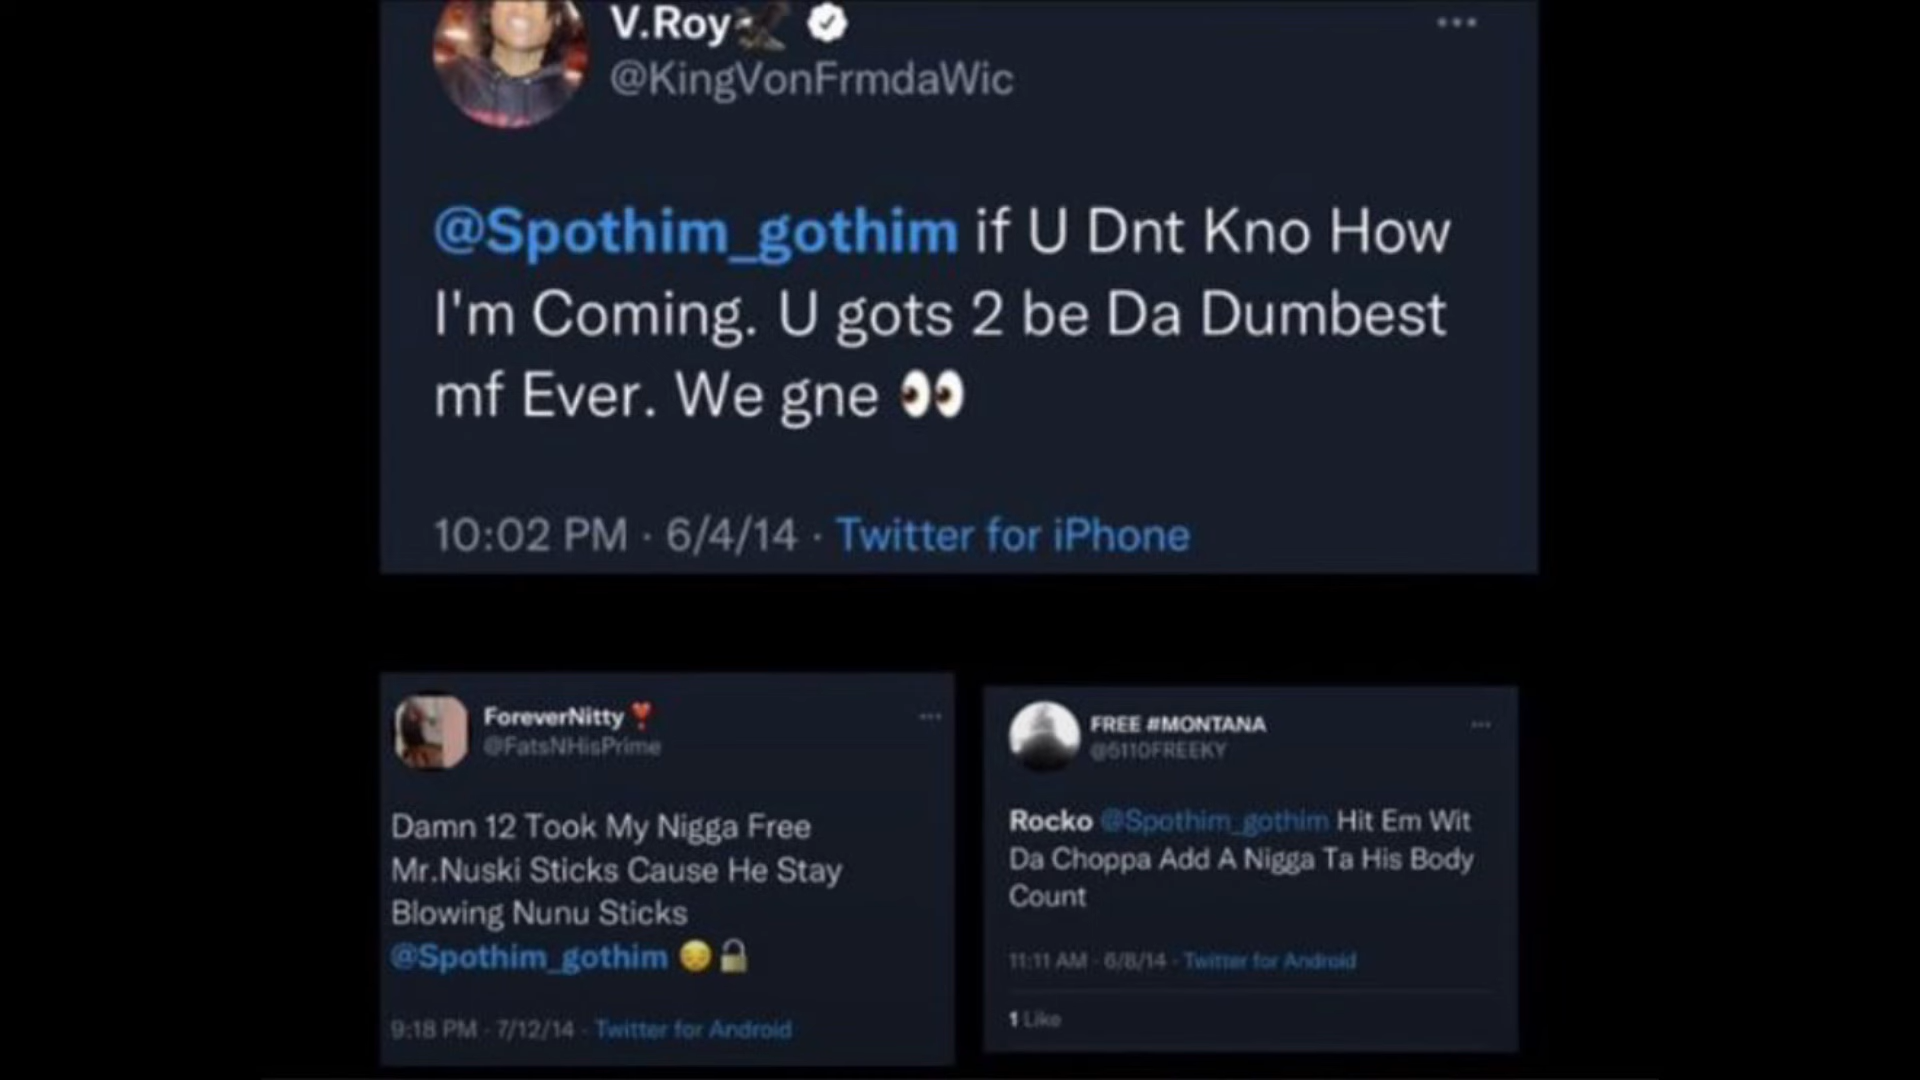 V.Roy
@KingVonFrmdaWic
@Spothim_gothim if U Dnt Kno How
I'm Coming. U gots 2 be Da Dumbest
mf Ever. We gne 👀
10:02 PM · 6/4/14 · Twitter for iPhone
ForeverNitty
@FatsNHisPrime
Damn 12 Took My Nigga Free
Mr.Nuski Sticks Cause He Stay
Blowing Nunu Sticks
@Spothim_gothim 😔🔓
9:18 PM · 7/12/14 · Twitter for Android
FREE #MONTANA
@611OFREEKY
Rocko @Spothim_gothim Hit Em Wit
Da Choppa Add A Nigga Ta His Body
Count
11:11 AM · 6/8/14 · Twitter for Android
1 Like